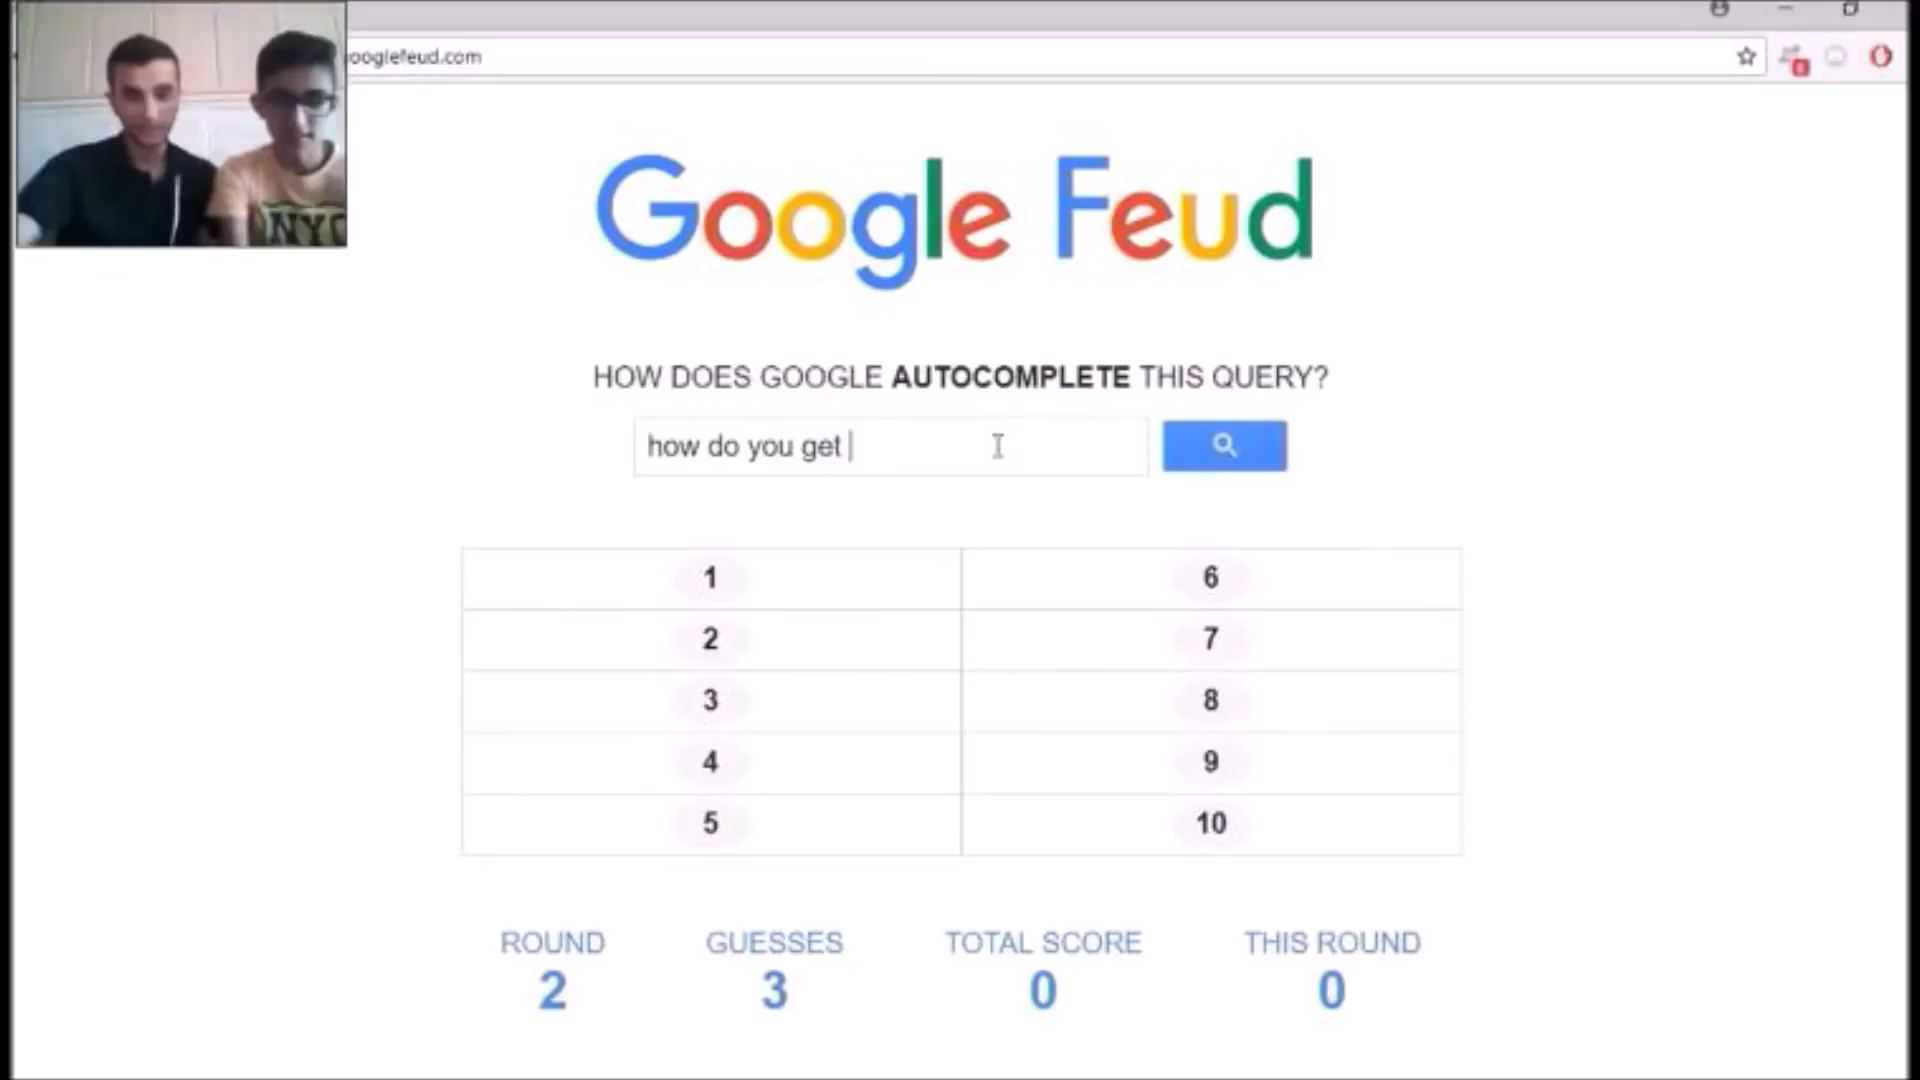 ooglefeud.com
6
NYC
Google Feud
HOW DOES GOOGLE AUTOCOMPLETE THIS QUERY?
how do you get
1 6
2 7
3 8
4 9
5 10
ROUND GUESSES TOTAL SCORE THIS ROUND
2 3 0 0